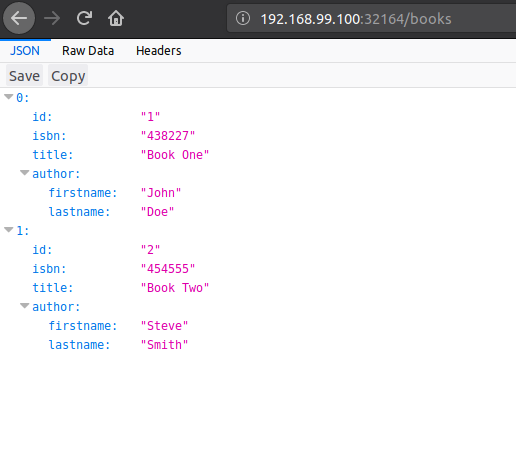 192.168.99.100:32164/books
JSON Raw Data Headers
Save Copy
0:
id: "1"
isbn: "438227"
title: "Book One"
author:
firstname: "John"
lastname: "Doe"
1:
id: "2"
isbn: "454555"
title: "Book Two"
author:
firstname: "Steve"
lastname: "Smith"